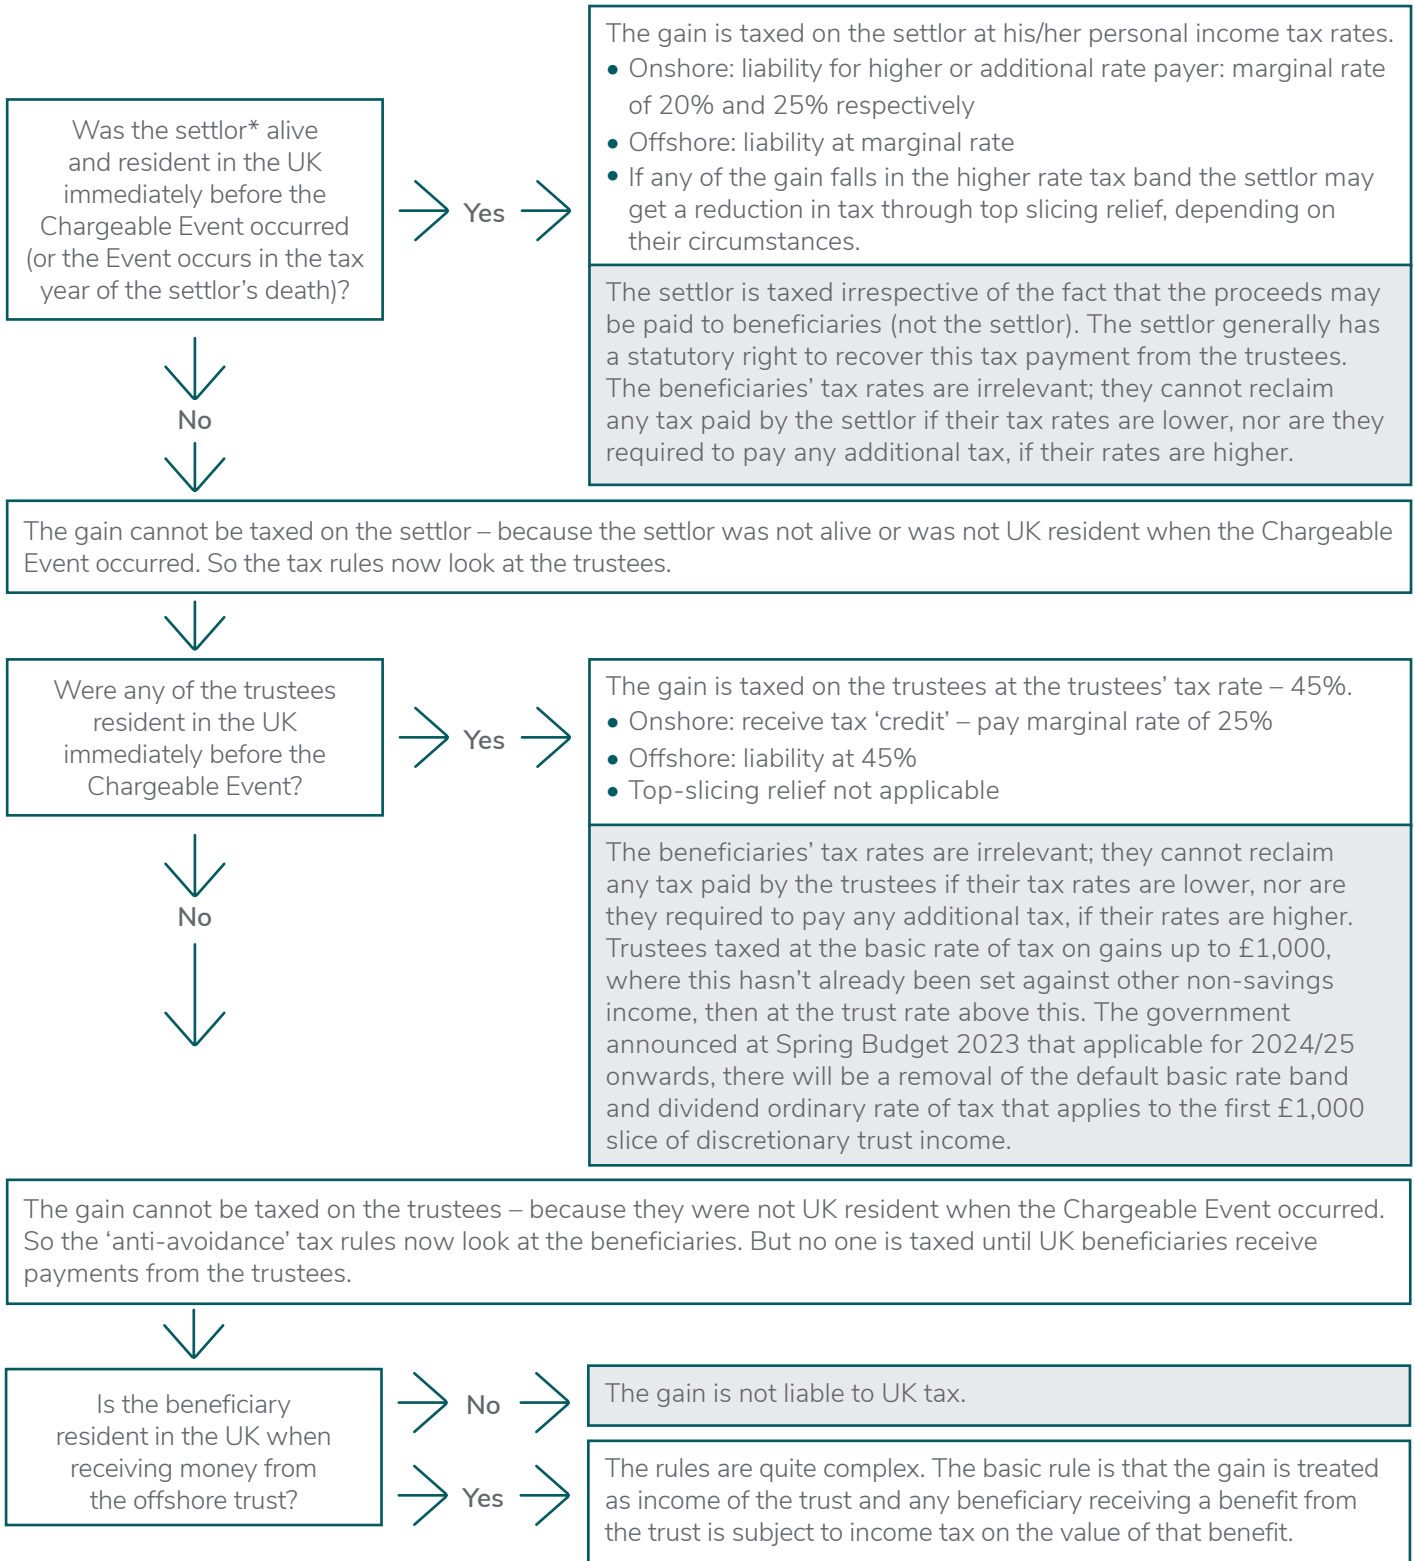 Was the settlor* alive
and resident in the UK
immediately before the
Chargeable Event occurred
(or the Event occurs in the tax
year of the settlor’s death)?
Yes
The gain is taxed on the settlor at his/her personal income tax rates.
• Onshore: liability for higher or additional rate payer: marginal rate
of 20% and 25% respectively
• Offshore: liability at marginal rate
• If any of the gain falls in the higher rate tax band the settlor may
get a reduction in tax through top slicing relief, depending on
their circumstances.
The settlor is taxed irrespective of the fact that the proceeds may
be paid to beneficiaries (not the settlor). The settlor generally has
a statutory right to recover this tax payment from the trustees.
The beneficiaries’ tax rates are irrelevant; they cannot reclaim
any tax paid by the settlor if their tax rates are lower, nor are they
required to pay any additional tax, if their rates are higher.
No
The gain cannot be taxed on the settlor – because the settlor was not alive or was not UK resident when the Chargeable
Event occurred. So the tax rules now look at the trustees.
Were any of the trustees
resident in the UK
immediately before the
Chargeable Event?
Yes
The gain is taxed on the trustees at the trustees’ tax rate – 45%.
• Onshore: receive tax ‘credit’ – pay marginal rate of 25%
• Offshore: liability at 45%
• Top-slicing relief not applicable
The beneficiaries’ tax rates are irrelevant; they cannot reclaim
any tax paid by the trustees if their tax rates are lower, nor are
they required to pay any additional tax, if their rates are higher.
Trustees taxed at the basic rate of tax on gains up to £1,000,
where this hasn’t already been set against other non-savings
income, then at the trust rate above this. The government
announced at Spring Budget 2023 that applicable for 2024/25
onwards, there will be a removal of the default basic rate band
and dividend ordinary rate of tax that applies to the first £1,000
slice of discretionary trust income.
No
The gain cannot be taxed on the trustees – because they were not UK resident when the Chargeable Event occurred.
So the ‘anti-avoidance’ tax rules now look at the beneficiaries. But no one is taxed until UK beneficiaries receive
payments from the trustees.
Is the beneficiary
resident in the UK when
receiving money from
the offshore trust?
No
The gain is not liable to UK tax.
Yes
The rules are quite complex. The basic rule is that the gain is treated
as income of the trust and any beneficiary receiving a benefit from
the trust is subject to income tax on the value of that benefit.